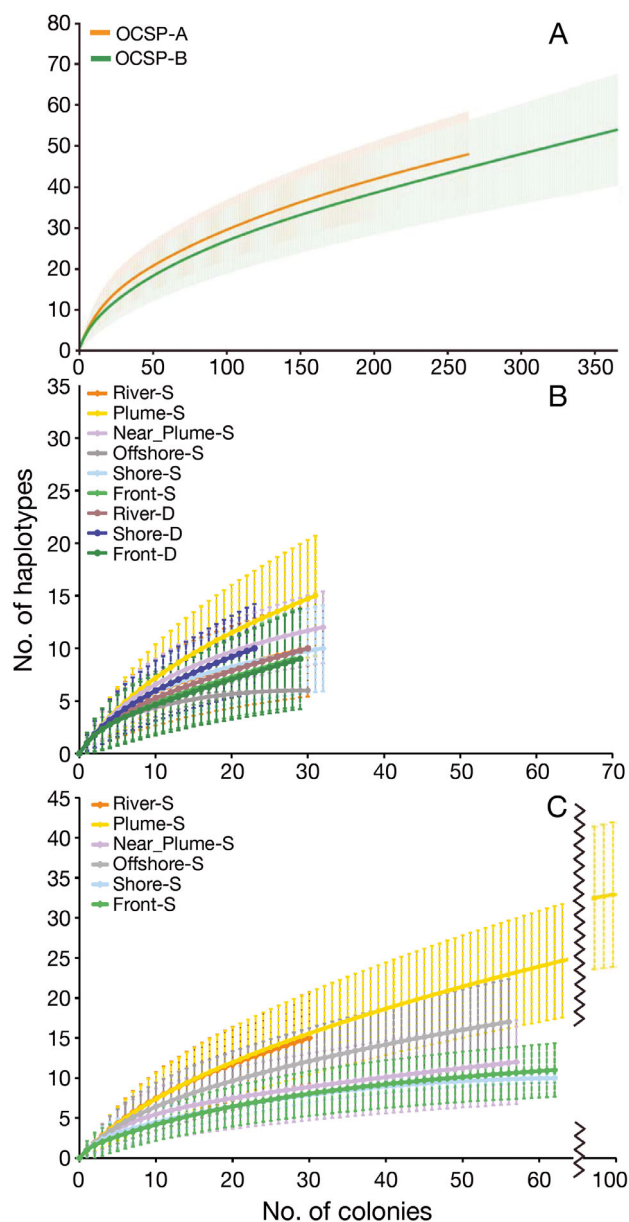 80
70
60
50
40
30
20
10
0
OCSP-A
OCSP-B
A
0 50 100 150 200 250 300 350
35
30
25
20
15
10
5
0
River-S
Plume-S
Near_Plume-S
Offshore-S
Shore-S
Front-S
River-D
Shore-D
Front-D
B
No. of haplotypes
0 10 20 30 40 50 60 70
45
40
35
30
25
20
15
10
5
0
River-S
Plume-S
Near_Plume-S
Offshore-S
Shore-S
Front-S
C
0 10 20 30 40 50 60 100
No. of colonies